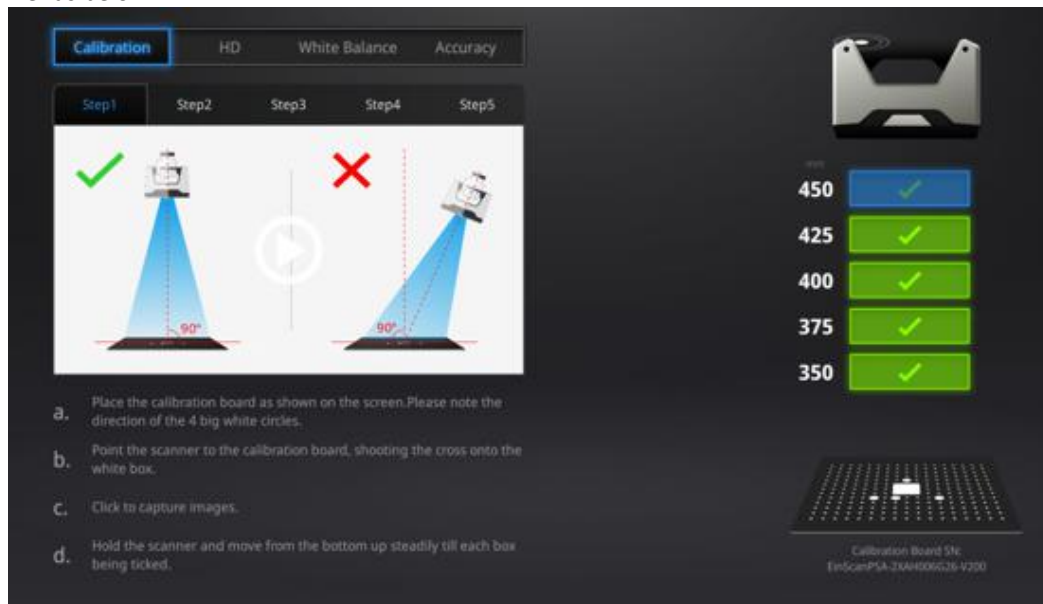 Calibration HD White Balance Accuracy
Step1 Step2 Step3 Step4 Step5
90°
90°
a. Place the calibration board as shown on the screen.Please note the
direction of the 4 big white circles.
b. Point the scanner to the calibration board, shooting the cross onto the
white box.
c. Click to capture images.
d. Hold the scanner and move from the bottom up steadily till each box
being ticked.
mm
450
425
400
375
350
Calibration Board SN: